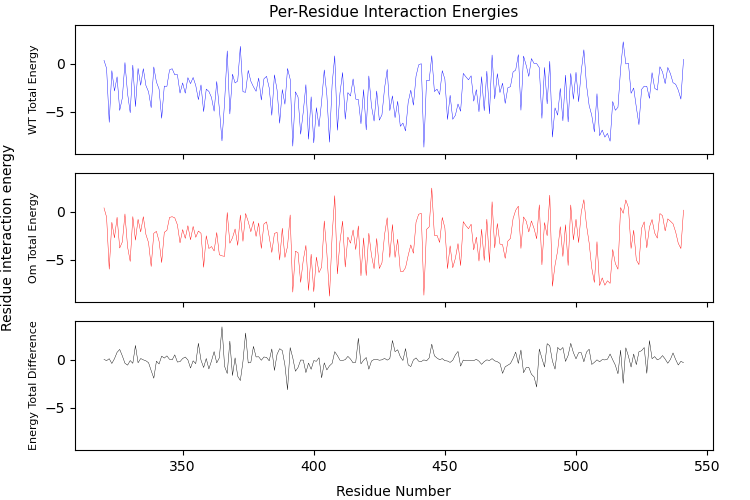 Per-Residue Interaction Energies
Residue interaction energy
WT Total Energy
0
−5
Om Total Energy
0
−5
Energy Total Difference
0
−5
350
400
450
500
550
Residue Number